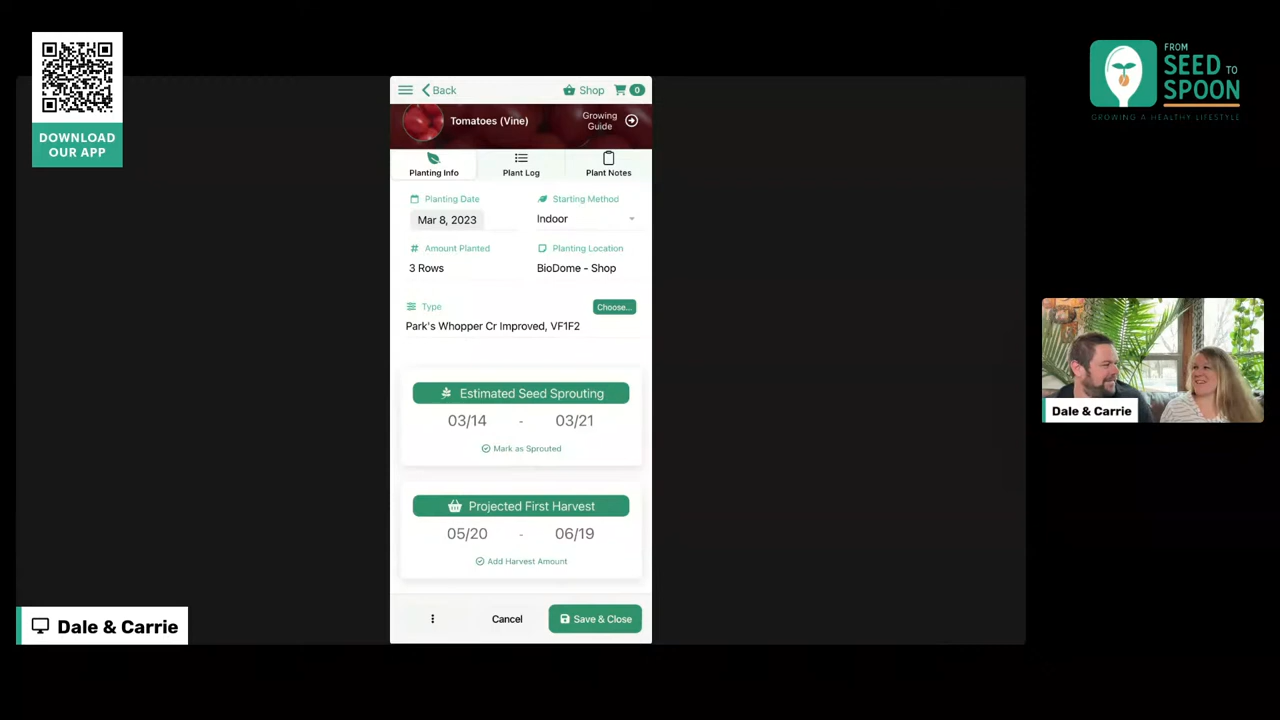 DOWNLOAD
OUR APP
FROM
SEED TO
SPOON
GROWING A HEALTHY LIFESTYLE
Back
Shop
0
Tomatoes (Vine)
Growing
Guide
Planting Info
Plant Log
Plant Notes
Planting Date
Starting Method
Mar 8, 2023
Indoor
# Amount Planted
Planting Location
3 Rows
BioDome - Shop
Type
Choose...
Park's Whopper Cr Improved, VF1F2
Estimated Seed Sprouting
03/14 - 03/21
Mark as Sprouted
Projected First Harvest
05/20 - 06/19
Add Harvest Amount
Cancel
Save & Close
Dale & Carrie
Dale & Carrie